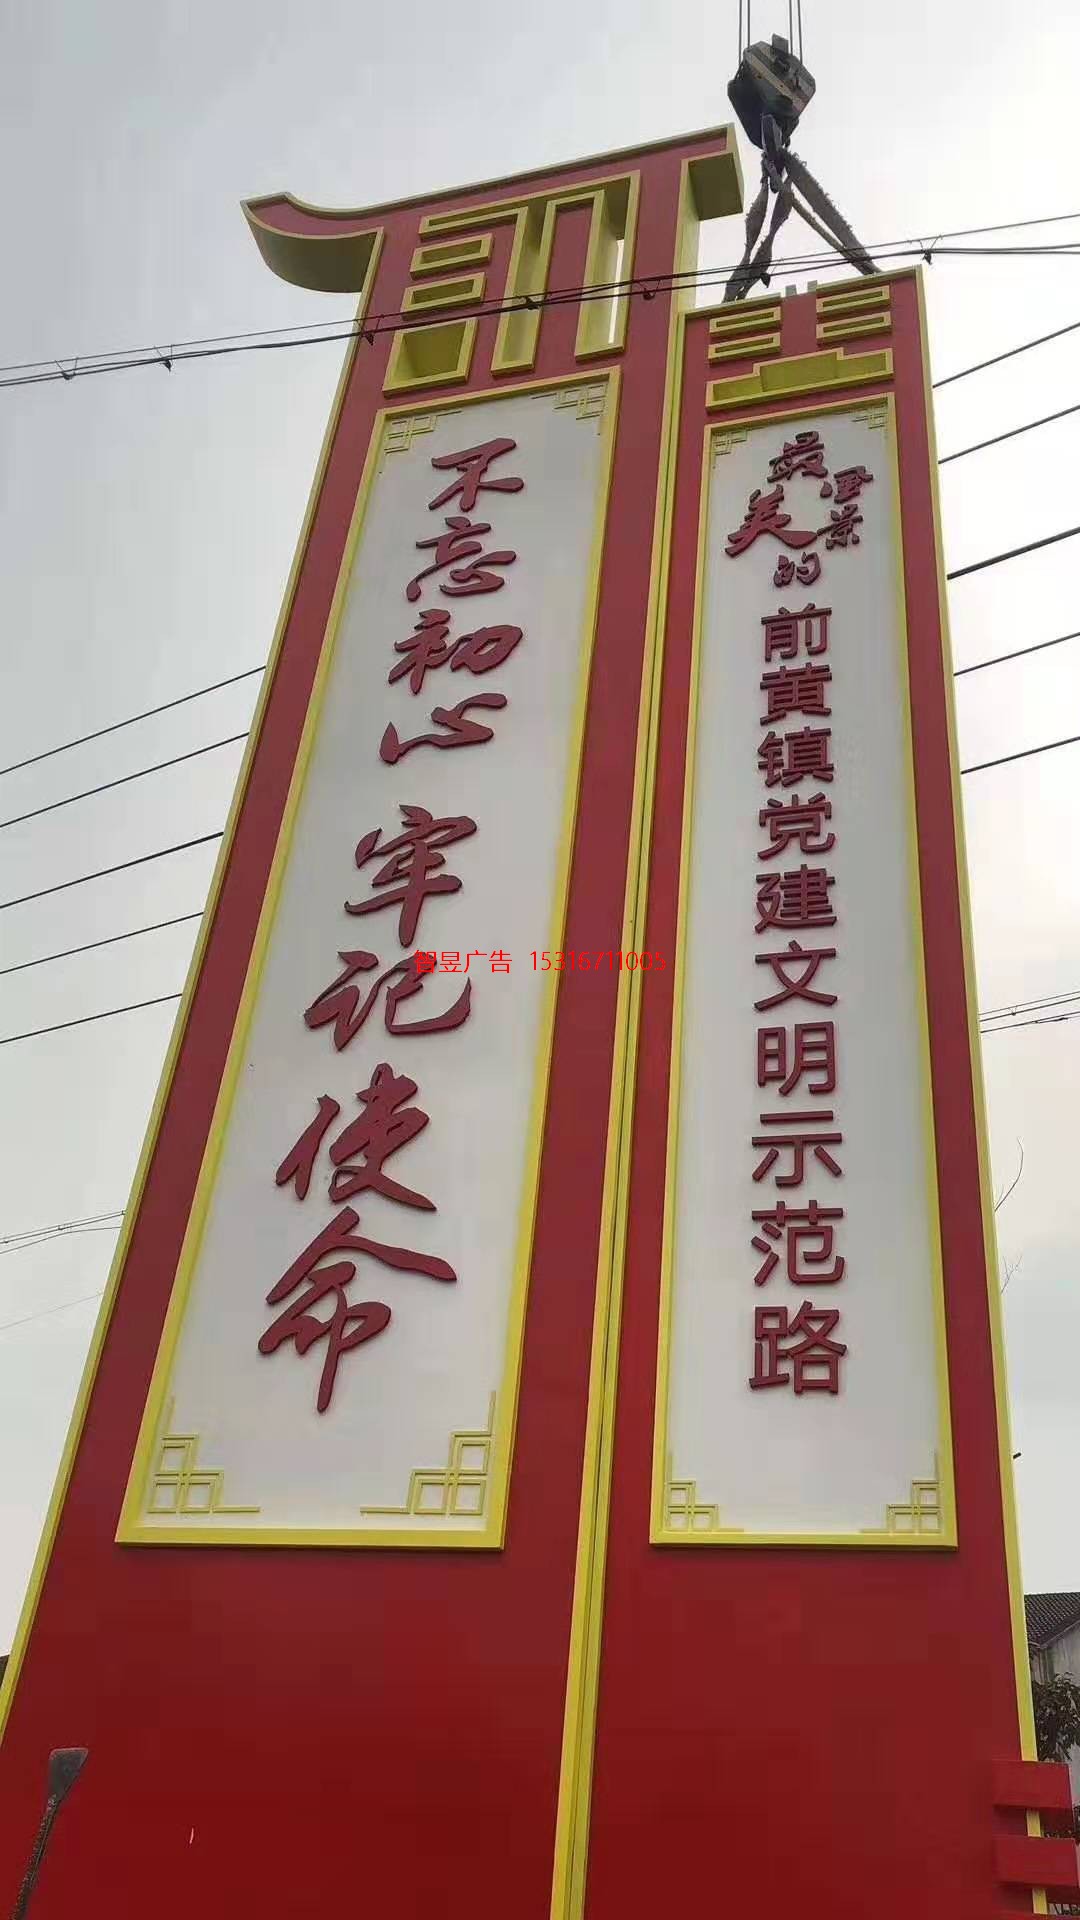 不忘初心 牢记使命
最美的风景
前黄镇党建文明示范路
智昱广告 15316711005